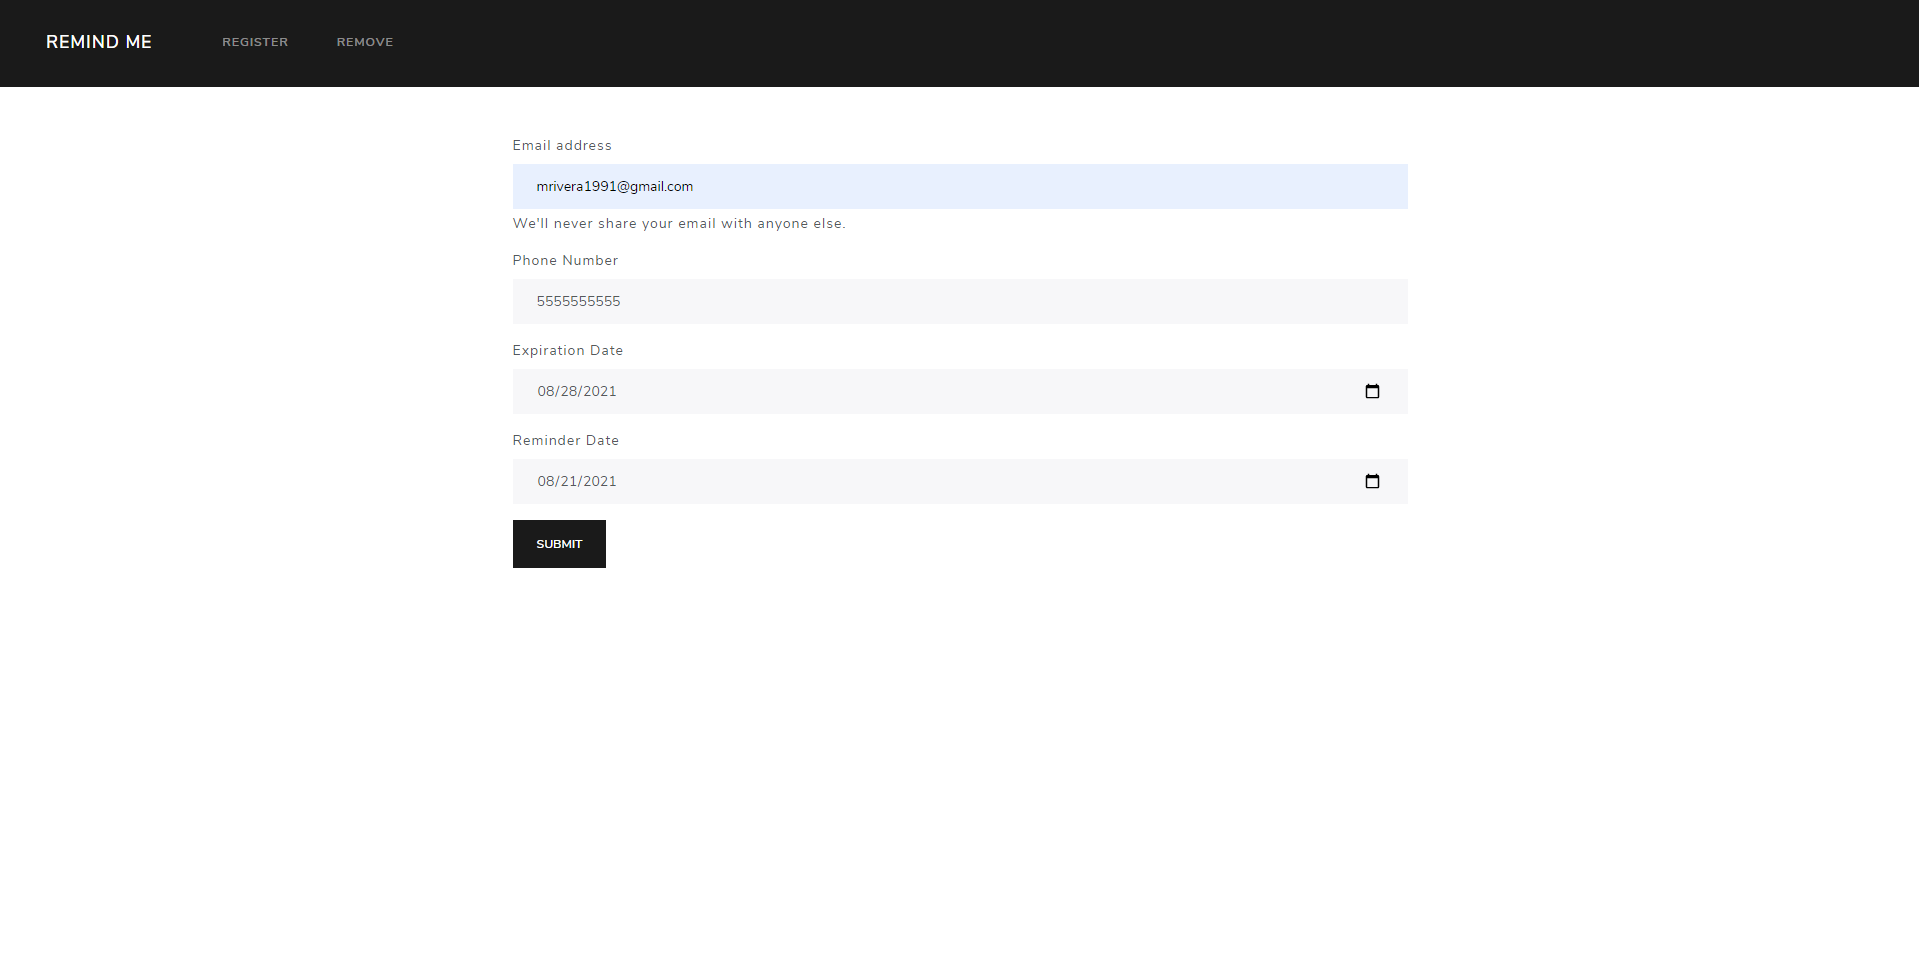 REMIND ME REGISTER REMOVE
Email address
mrivera1991@gmail.com
We'll never share your email with anyone else.
Phone Number
5555555555
Expiration Date
08/28/2021
Reminder Date
08/21/2021
SUBMIT